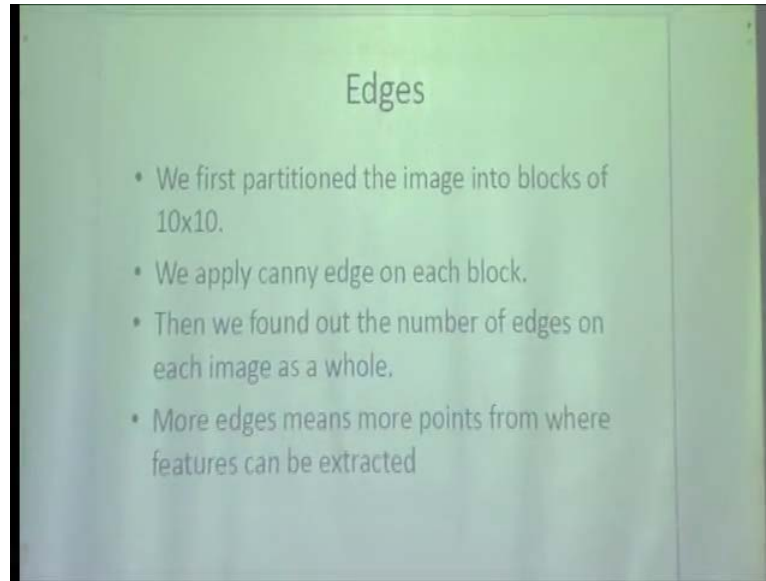 Edges
• We first partitioned the image into blocks of
10x10.
• We apply canny edge on each block.
• Then we found out the number of edges on
each image as a whole.
• More edges means more points from where
features can be extracted